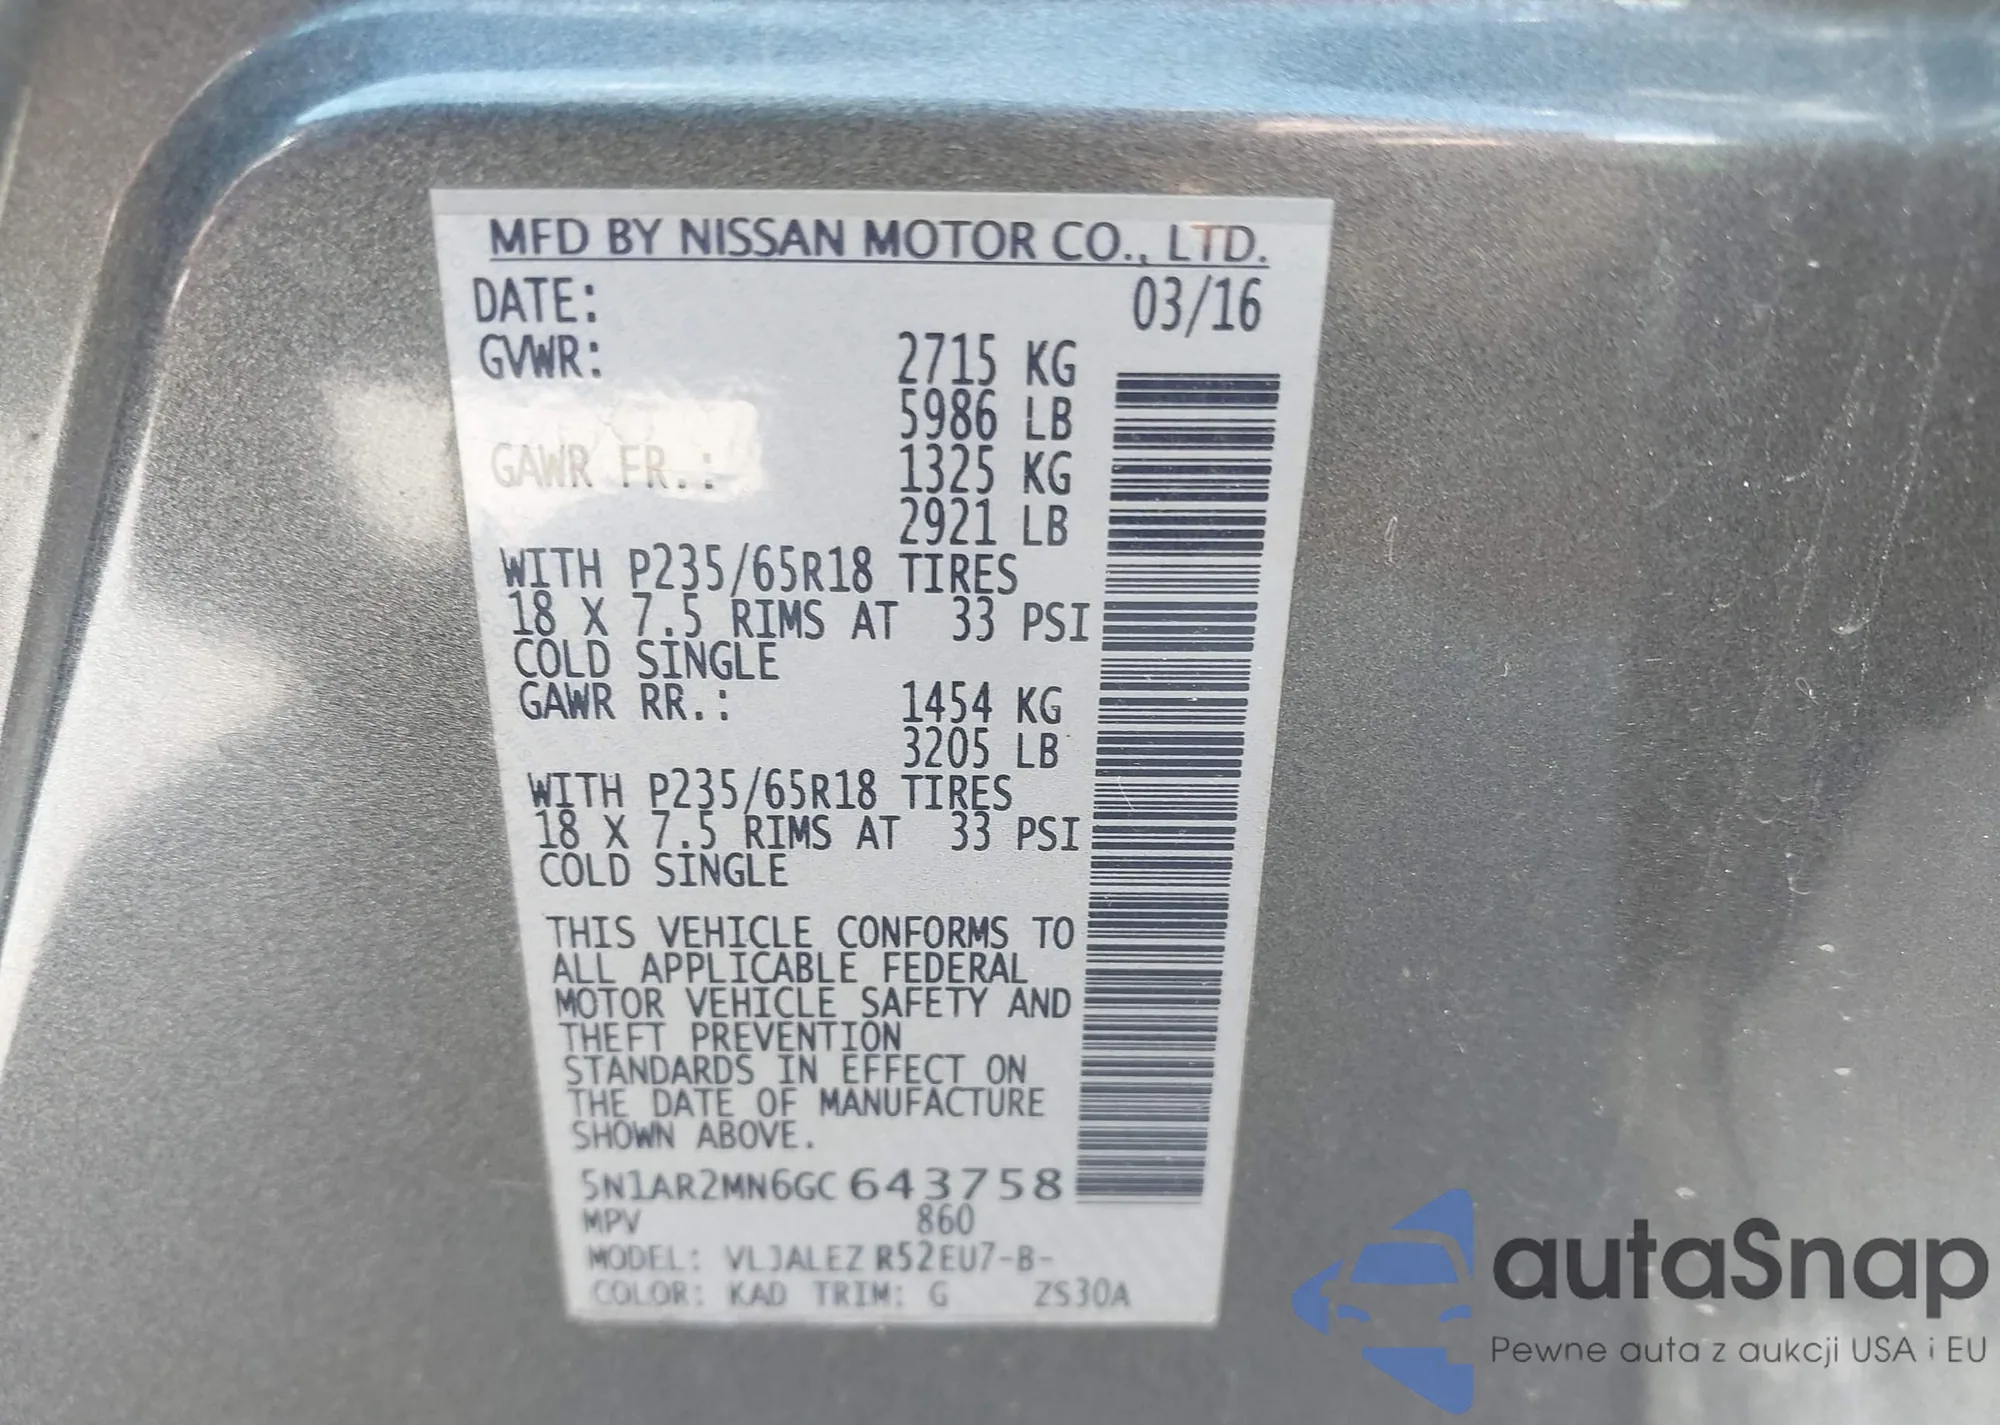 MFD BY NISSAN MOTOR CO., LTD.
DATE: 03/16
GVWR: 2715 KG
5986 LB
GAWR FR.: 1325 KG
2921 LB
WITH P235/65R18 TIRES
18 X 7.5 RIMS AT 33 PSI
COLD SINGLE
GAWR RR.: 1454 KG
3205 LB
WITH P235/65R18 TIRES
18 X 7.5 RIMS AT 33 PSI
COLD SINGLE
THIS VEHICLE CONFORMS TO
ALL APPLICABLE FEDERAL
MOTOR VEHICLE SAFETY AND
THEFT PREVENTION
STANDARDS IN EFFECT ON
THE DATE OF MANUFACTURE
SHOWN ABOVE.
5N1AR2MN6GC643758
MPV 860
MODEL: VLJALEZ R52EU7-B-
COLOR: KAD TRIM: G ZS30A
autaSnap
Pewne auta z aukcji USA i EU